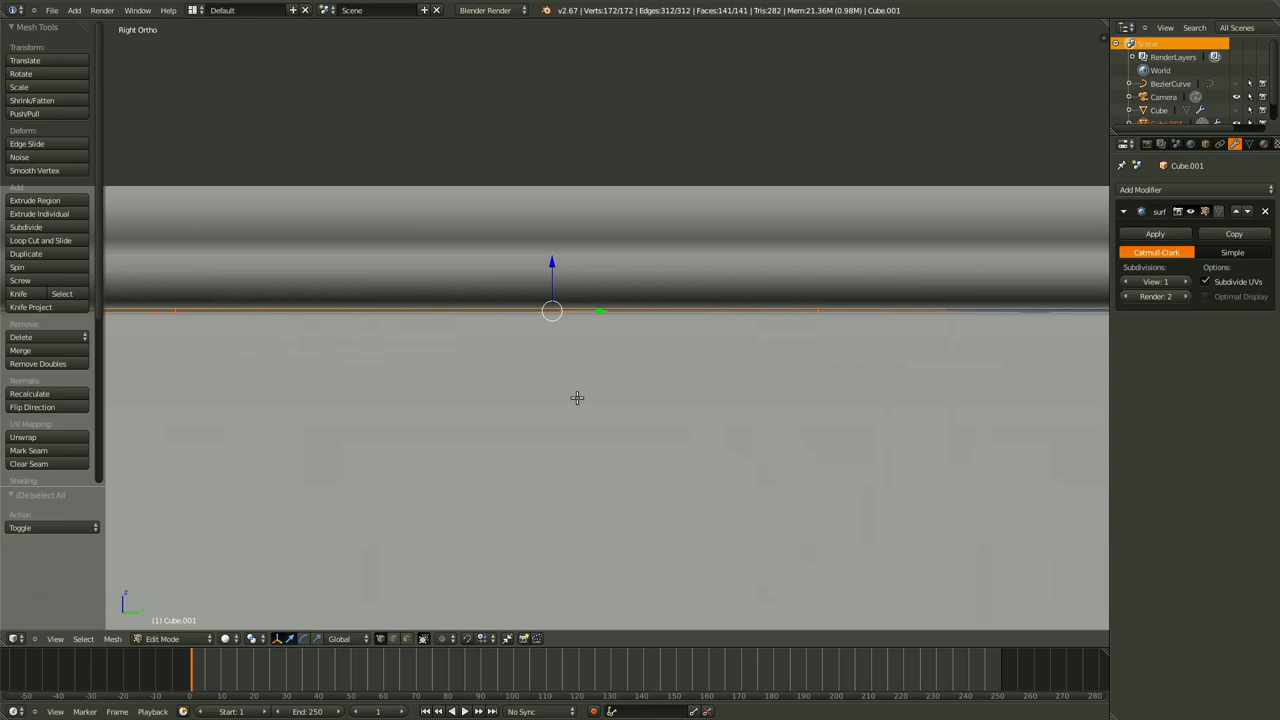 File Add Render Window Help Default Scene Blender Render v2.67 | Verts:172/172 | Edges:312/312 | Faces:141/141 | Tris:282 | Mem:21.36M (0.98M) | Cube.001
Mesh Tools
Transform:
Translate
Rotate
Scale
Shrink/Fatten
Push/Pull
Deform:
Edge Slide
Noise
Smooth Vertex
Add:
Extrude Region
Extrude Individual
Subdivide
Loop Cut and Slide
Duplicate
Spin
Screw
Knife Select
Knife Project
Remove:
Delete
Merge
Remove Doubles
Normals:
Recalculate
Flip Direction
UV Mapping:
Unwrap
Mark Seam
Clear Seam
Shading:
(De)select All
Action
Toggle
Right Ortho
z
(1) Cube.001
View Search All Scenes
Scene
RenderLayers
World
BezierCurve
Camera
Cube
Cube.001
Cube.001
Add Modifier
surf
Apply Copy
Catmull-Clark Simple
Subdivisions: Options:
View: 1 Subdivide UVs
Render: 2 Optimal Display
View Select Mesh Edit Mode Global
-50 -40 -30 -20 -10 0 10 20 30 40 50 60 70 80 90 100 110 120 130 140 150 160 170 180 190 200 210 220 230 240 250 260 270 280
View Marker Frame Playback Start: 1 End: 250 1 No Sync